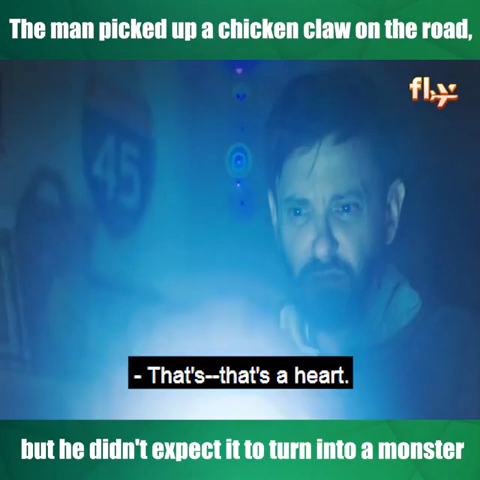 The man picked up a chicken claw on the road,
fly
45
- That's--that's a heart.
but he didn't expect it to turn into a monster